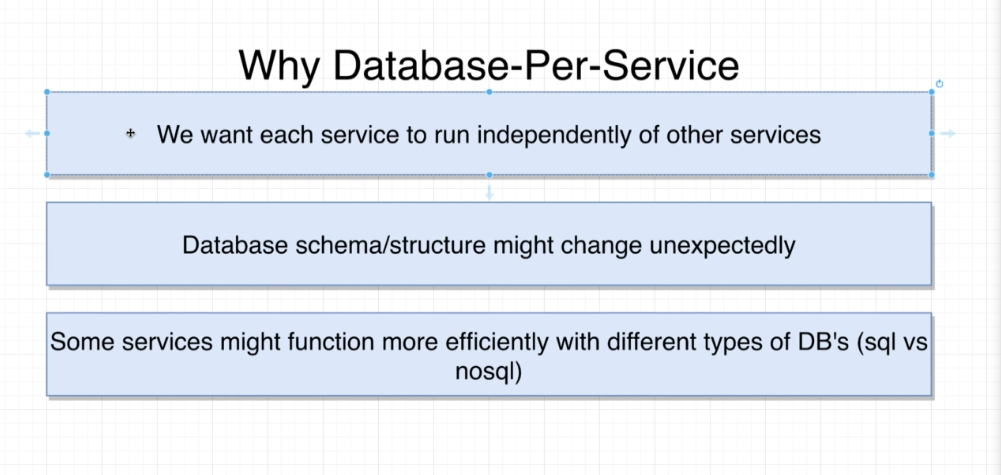 Why Database-Per-Service
We want each service to run independently of other services
Database schema/structure might change unexpectedly
Some services might function more efficiently with different types of DB's (sql vs
nosql)